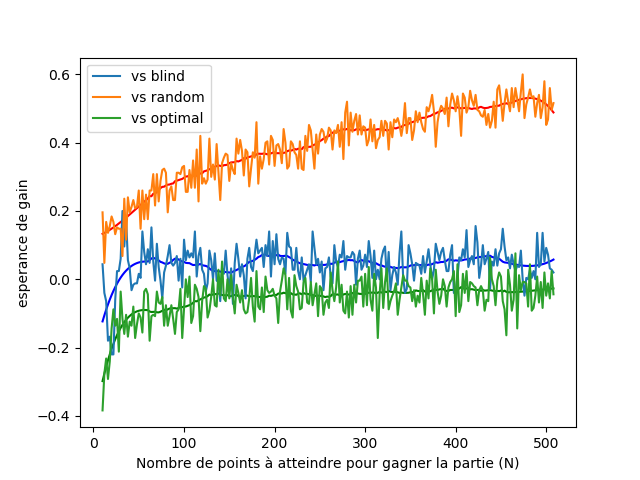 vs blind
vs random
vs optimal
esperance de gain
0.6
0.4
0.2
0.0
−0.2
−0.4
0 100 200 300 400 500
Nombre de points à atteindre pour gagner la partie (N)